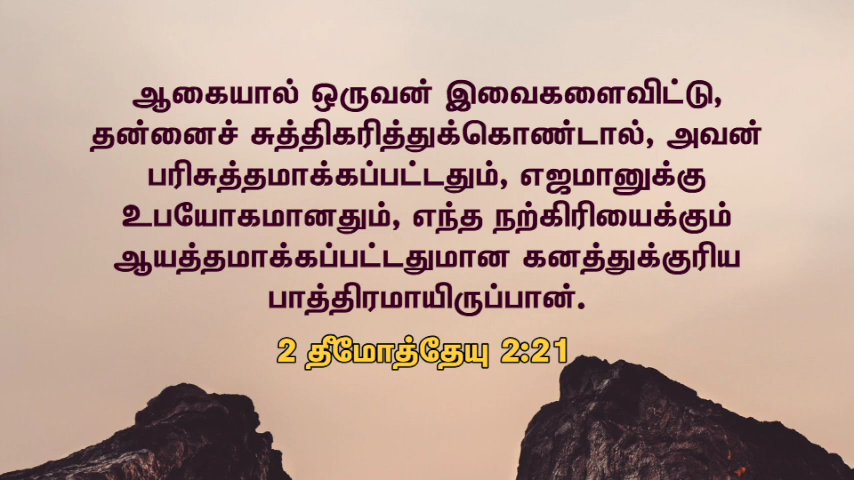 ஆகையால் ஒருவன் இவைகளைவிட்டு,
தன்னைச் சுத்திகரித்துக்கொண்டால், அவன்
பரிசுத்தமாக்கப்பட்டதும், எஜமானுக்கு
உபயோகமானதும், எந்த நற்கிரியைக்கும்
ஆயத்தமாக்கப்பட்டதுமான கனத்துக்குரிய
பாத்திரமாயிருப்பான்.
2 தீமோத்தேயு 2:21